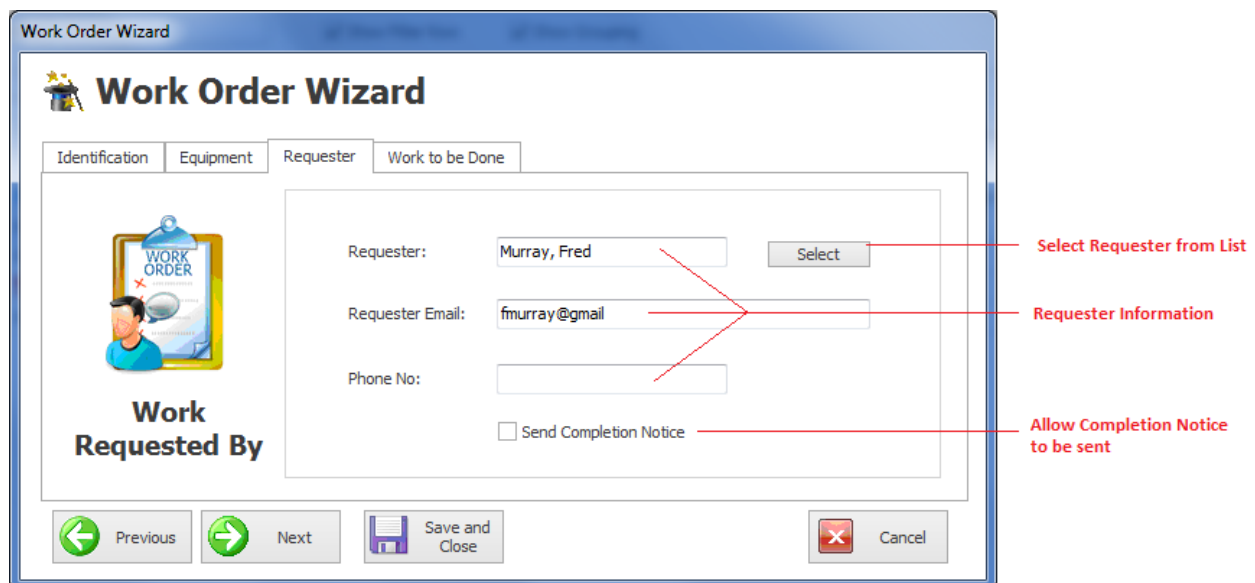 Work Order Wizard
Work Order Wizard
Identification Equipment Requester Work to be Done
WORK
ORDER
Work
Requested By
Requester: Murray, Fred Select
Requester Email: fmurray@gmail
Phone No:
Send Completion Notice
Select Requester from List
Requester Information
Allow Completion Notice
to be sent
Previous Next Save and
Close
Cancel